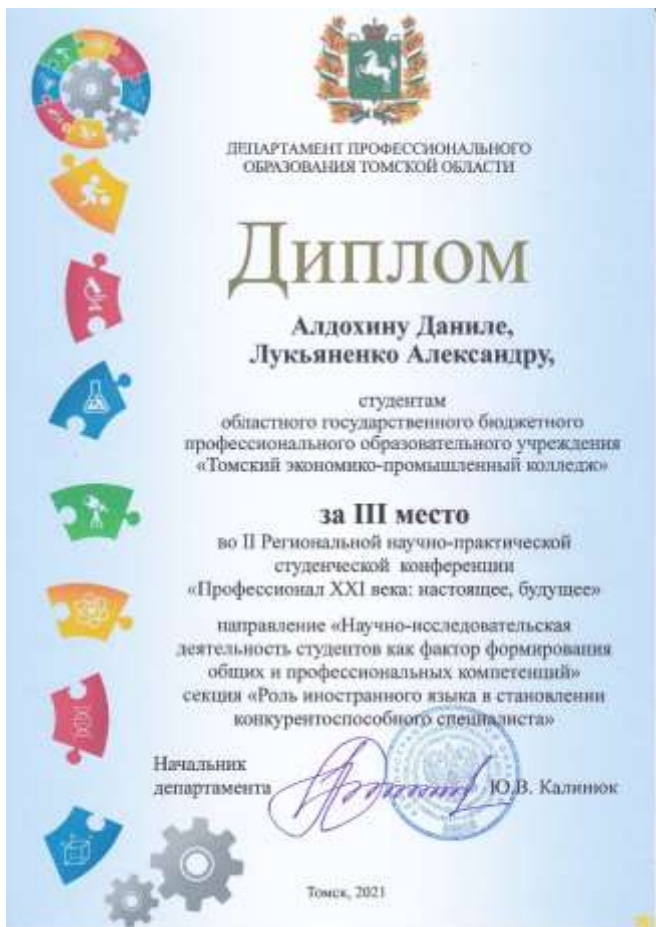 ДЕПАРТАМЕНТ ПРОФЕССИОНАЛЬНОГО
ОБРАЗОВАНИЯ ТОМСКОЙ ОБЛАСТИ
Диплом
Алдохину Даниле,
Лукьяненко Александру,
студентам
областного государственного бюджетного
профессионального образовательного учреждения
«Томский экономико-промышленный колледж»
за III место
во II Региональной научно-практической
студенческой конференции
«Профессионал XXI века: настоящее, будущее»
направление «Научно-исследовательская
деятельность студентов как фактор формирования
общих и профессиональных компетенций»
секция «Роль иностранного языка в становлении
конкурентоспособного специалиста»
Начальник
департамента Ю.В. Калинюк
Томск, 2021